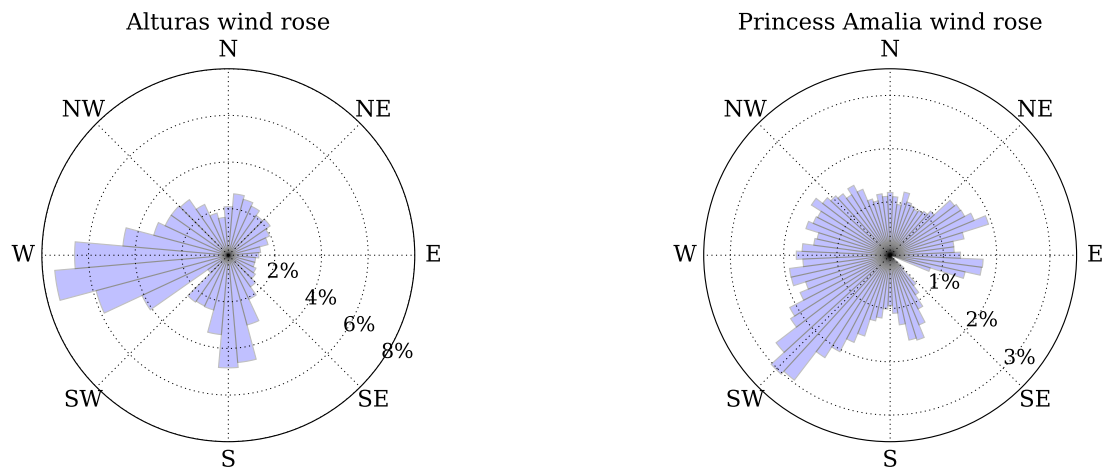 Alturas wind rose
N
NW
NE
W
E
2%
4%
6%
8%
SW
SE
S
Princess Amalia wind rose
N
NW
NE
W
E
1%
2%
3%
SW
SE
S